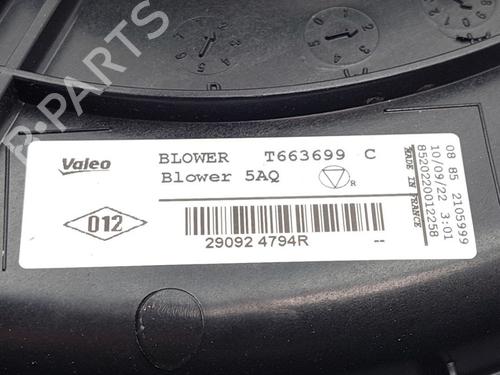 B-PARTS
Valeo
BLOWER T663699 C
Blower 5AQ
R
012
29092 4794R
--
08 85 2105999
10/09/22 3:01
8520220012258
MADE IN FRANCE